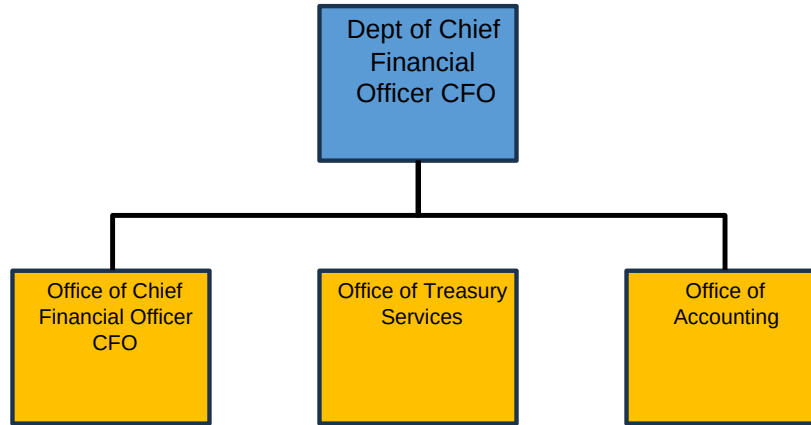 Dept of Chief
Financial
Officer CFO
Office of Chief
Financial Officer
CFO
Office of Treasury
Services
Office of
Accounting